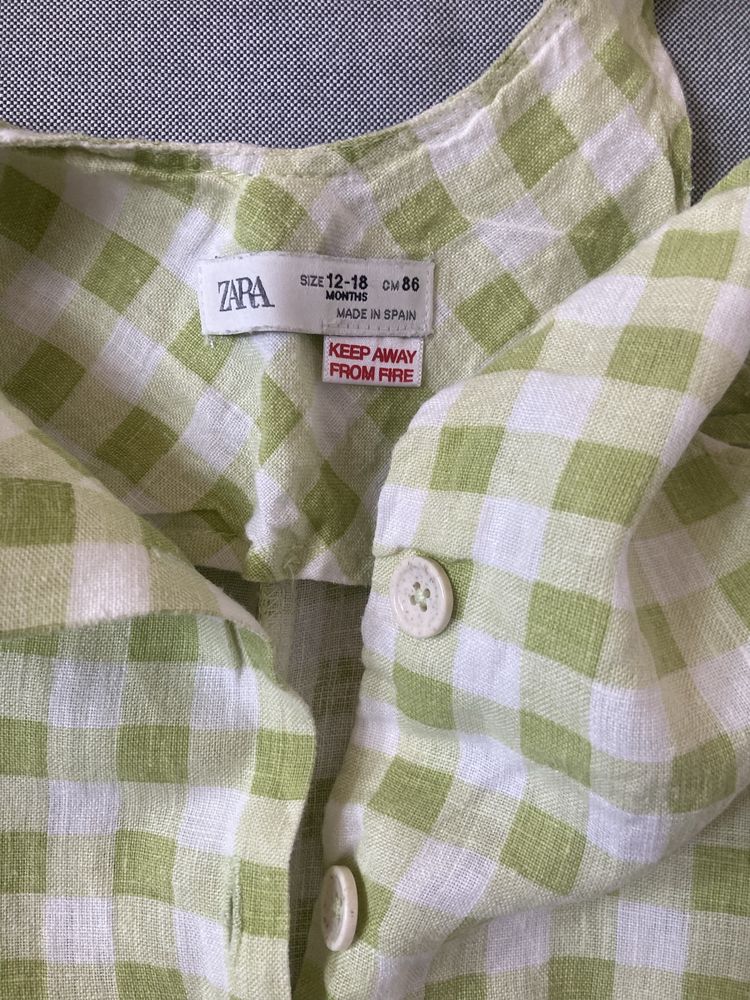 ZARA
SIZE 12-18 CM 86
MONTHS
MADE IN SPAIN
KEEP AWAY
FROM FIRE